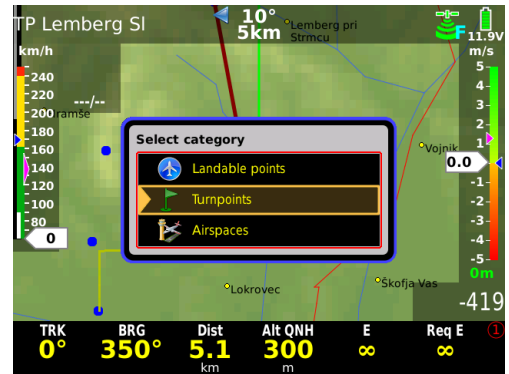 TP Lemberg SI
10°
5km
Lemberg pri
Strmcu
F
11.9V
km/h
m/s
240
220
200
180
160
140
120
100
80
0
---/--
Dramše
Vojnik
5
4
3
2
1
0.0
-1
-2
-3
-4
-5
0m
-419
Select category
Landable points
Turnpoints
Airspaces
Lokrovec
Škofja Vas
TRK
BRG
Dist
Alt QNH
E
Req E
1
0°
350°
5.1
300
∞
∞
km
m